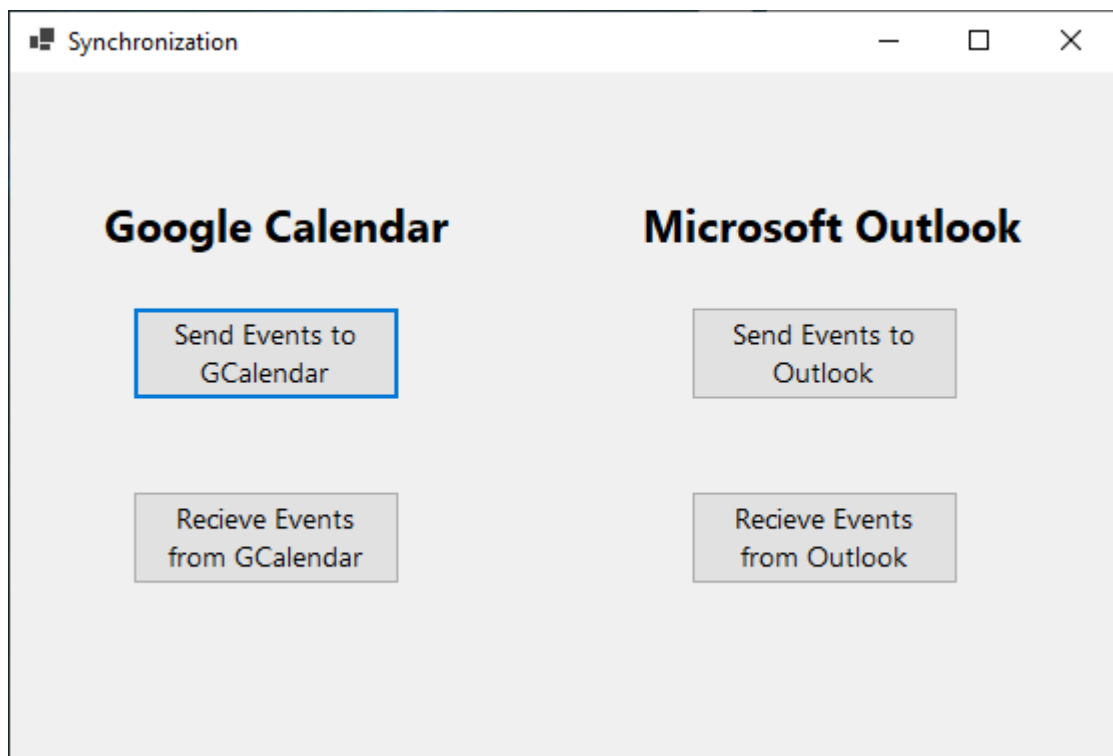 Synchronization
Google Calendar
Microsoft Outlook
Send Events to
GCalendar
Send Events to
Outlook
Recieve Events
from GCalendar
Recieve Events
from Outlook